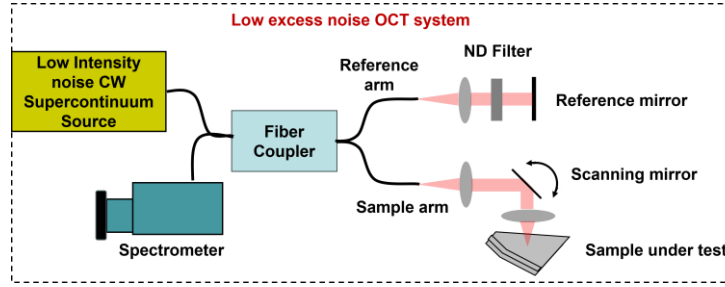 Low excess noise OCT system
Low Intensity
noise CW
Supercontinuum
Source
Fiber
Coupler
Spectrometer
Reference
arm
ND Filter
Reference mirror
Sample arm
Scanning mirror
Sample under test